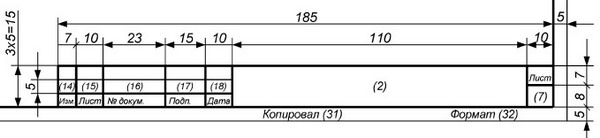 185
5
7 10 23 15 10 110 10
3х5=15
5
(14) (15) (16) (17) (18) (2) Лист 7
Изм Лист № докум. Подп. Дата (7) 8
Копировал (31) Формат (32) 5